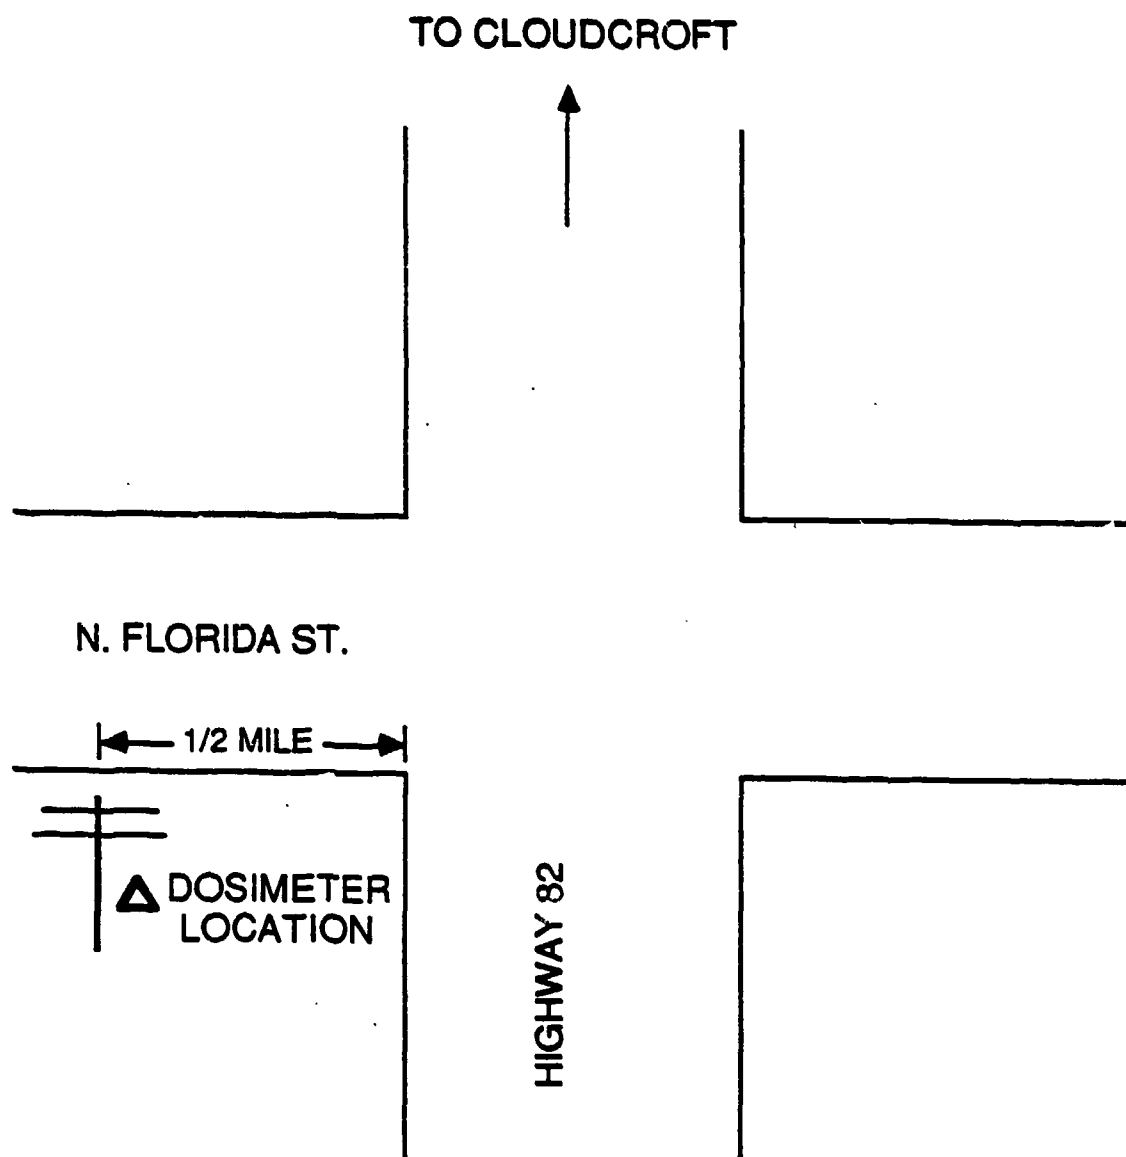 TO CLOUDCROFT
N. FLORIDA ST.
1/2 MILE
DOSIMETER
LOCATION
HIGHWAY 82